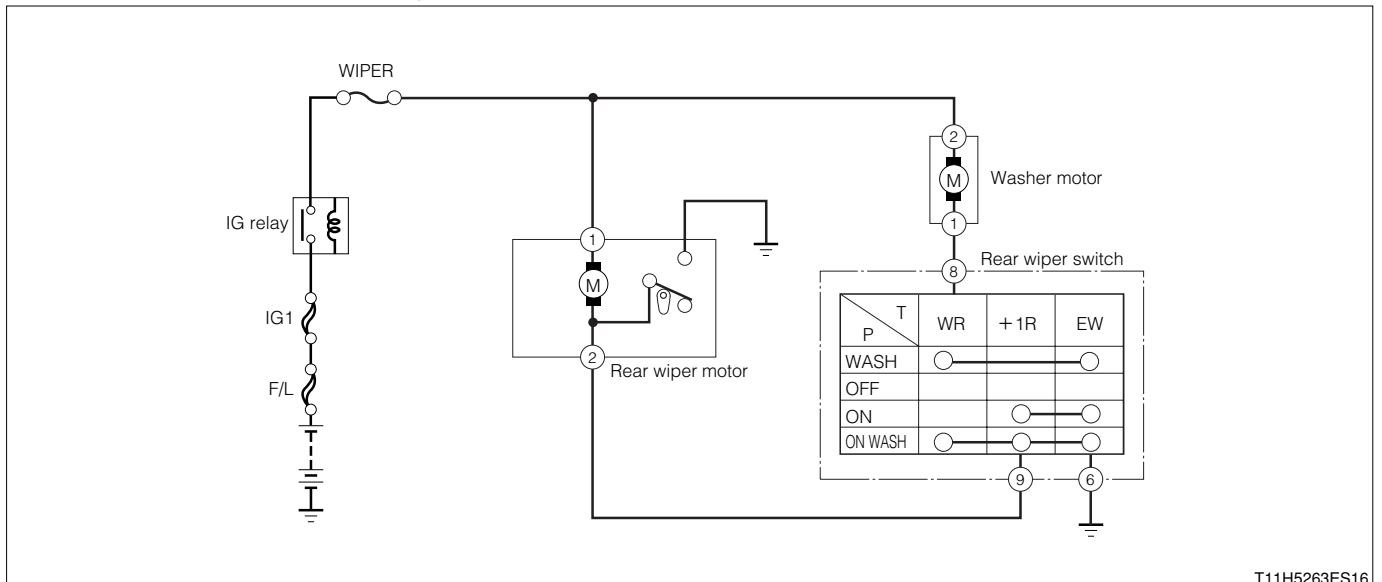 WIPER
2
Washer motor
M
IG relay
1
1
8
Rear wiper switch
M
T
P
WR
+1R
EW
IG1
WASH
2
Rear wiper motor
OFF
F/L
ON
ON WASH
9
6
T11H5263ES16